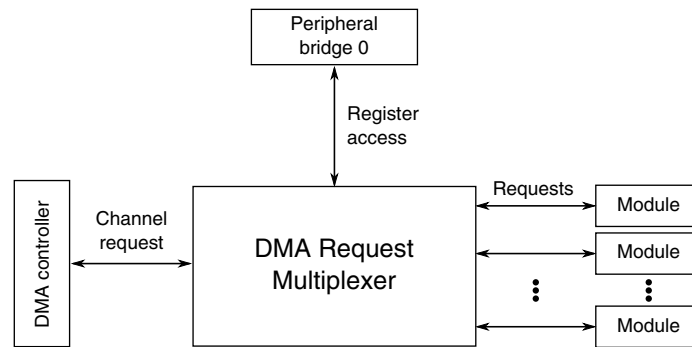 Peripheral
bridge 0
Register
access
Requests
Module
Channel
request
DMA controller
DMA Request
Multiplexer
Module
Module